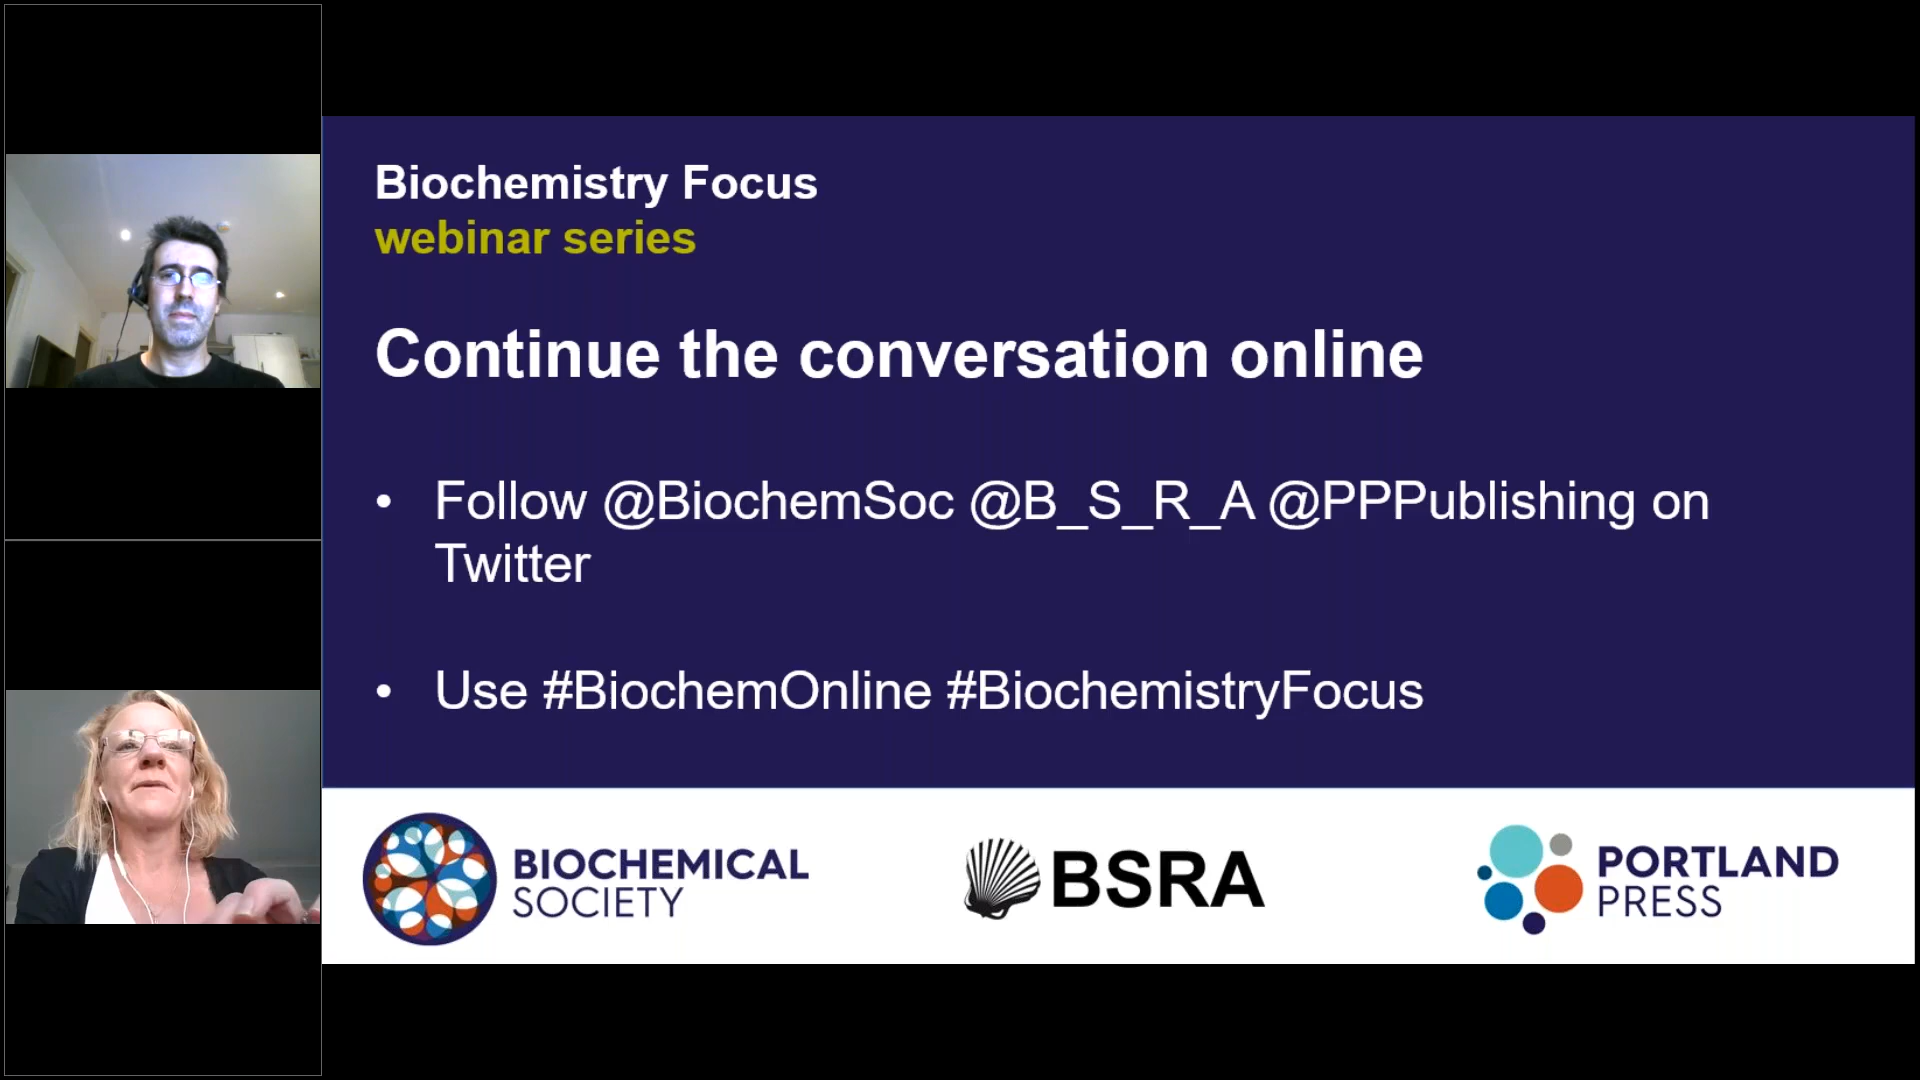 Biochemistry Focus
webinar series
Continue the conversation online
• Follow @BiochemSoc @B_S_R_A @PPPublishing on
Twitter
• Use #BiochemOnline #BiochemistryFocus
BIOCHEMICAL
SOCIETY
BSRA
PORTLAND
PRESS